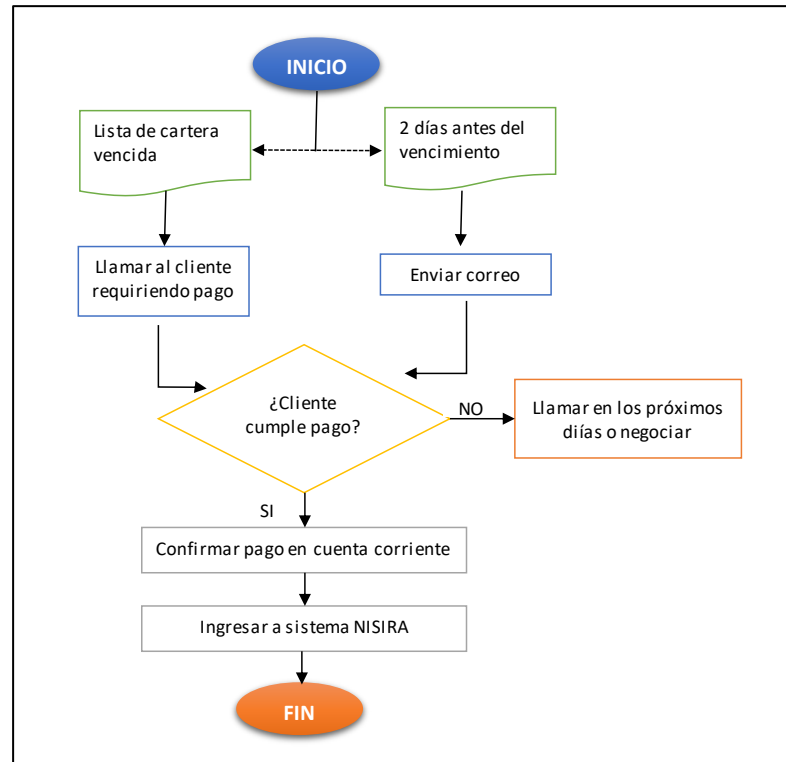 INICIO
Lista de cartera
vencida
2 días antes del
vencimiento
Llamar al cliente
requiriendo pago
Enviar correo
¿Cliente
cumple pago?
NO
Llamar en los próximos
diías o negociar
SI
Confirmar pago en cuenta corriente
Ingresar a sistema NISIRA
FIN